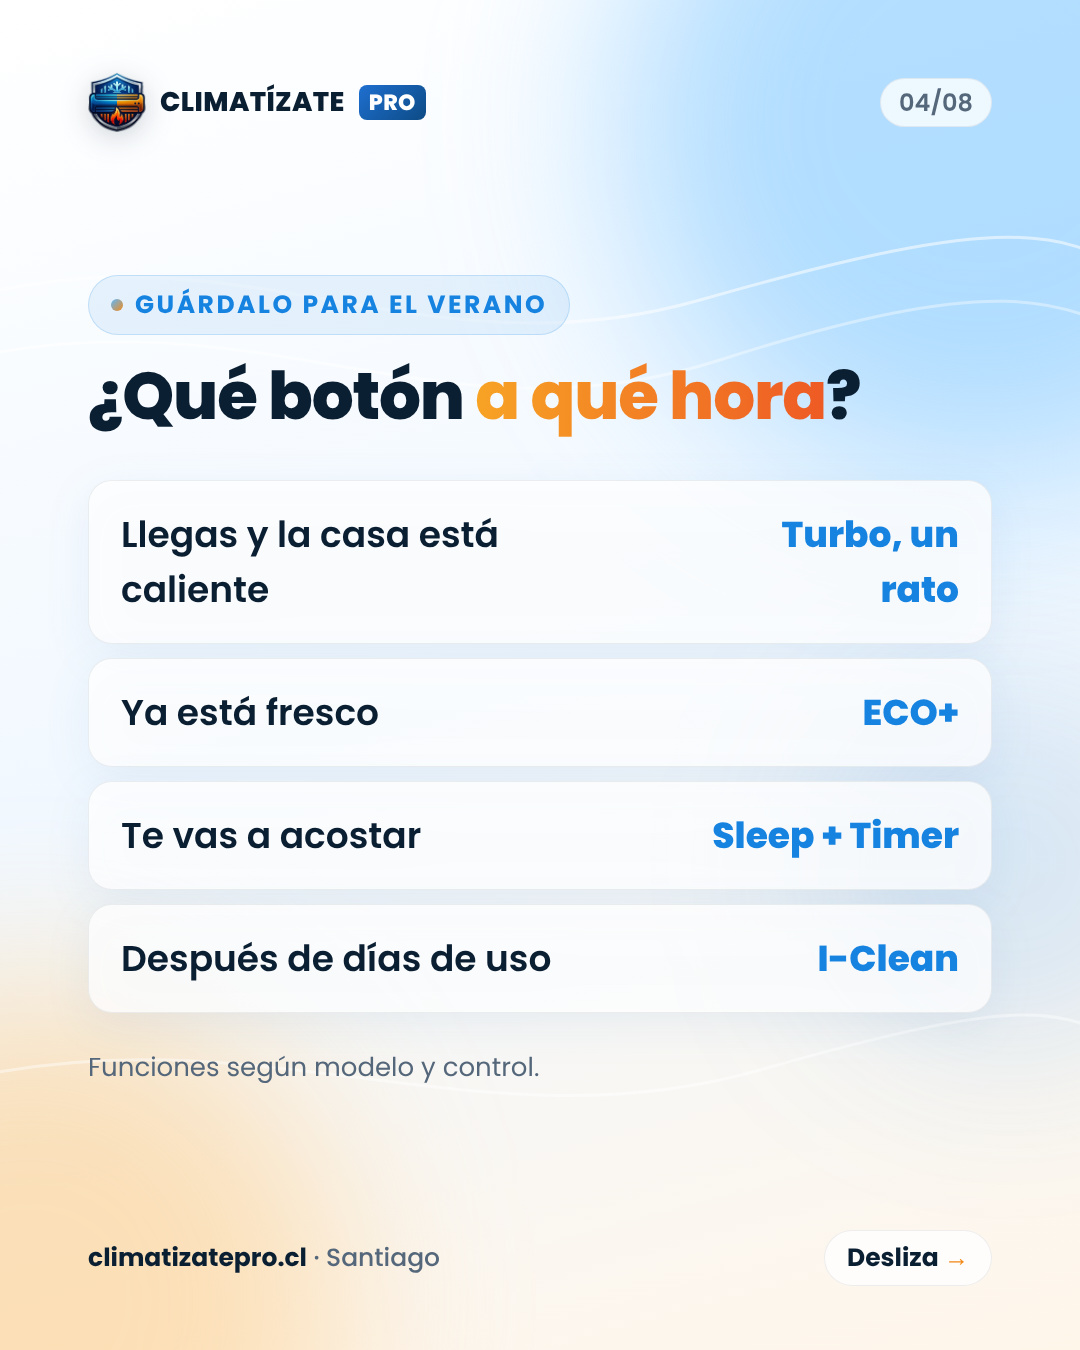 CLIMATÍZATE PRO
04/08
GUÁRDALO PARA EL VERANO
¿Qué botón a qué hora?
Llegas y la casa está
caliente
Turbo, un
rato
Ya está fresco
ECO+
Te vas a acostar
Sleep + Timer
Después de días de uso
I-Clean
Funciones según modelo y control.
climatizatepro.cl · Santiago
Desliza →